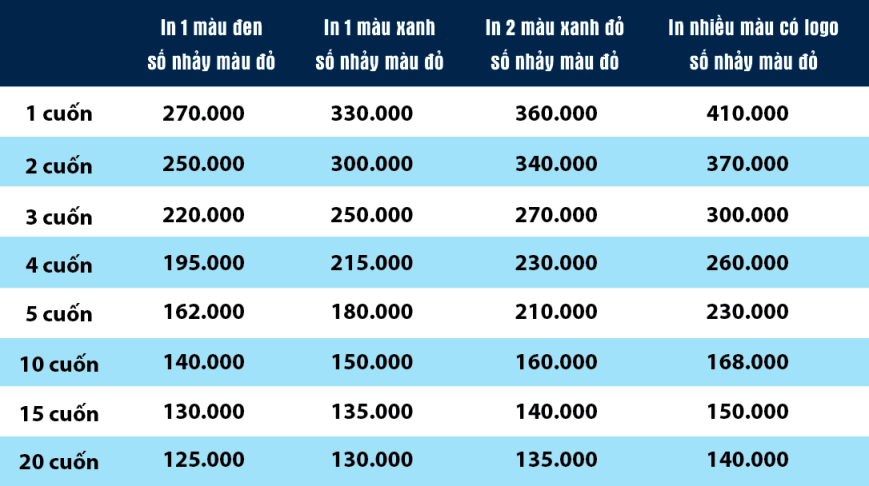 In 1 màu đen In 1 màu xanh In 2 màu xanh đỏ In nhiều màu có logo
số nhảy màu đỏ số nhảy màu đỏ số nhảy màu đỏ số nhảy màu đỏ
1 cuốn 270.000 330.000 360.000 410.000
2 cuốn 250.000 300.000 340.000 370.000
3 cuốn 220.000 250.000 270.000 300.000
4 cuốn 195.000 215.000 230.000 260.000
5 cuốn 162.000 180.000 210.000 230.000
10 cuốn 140.000 150.000 160.000 168.000
15 cuốn 130.000 135.000 140.000 150.000
20 cuốn 125.000 130.000 135.000 140.000